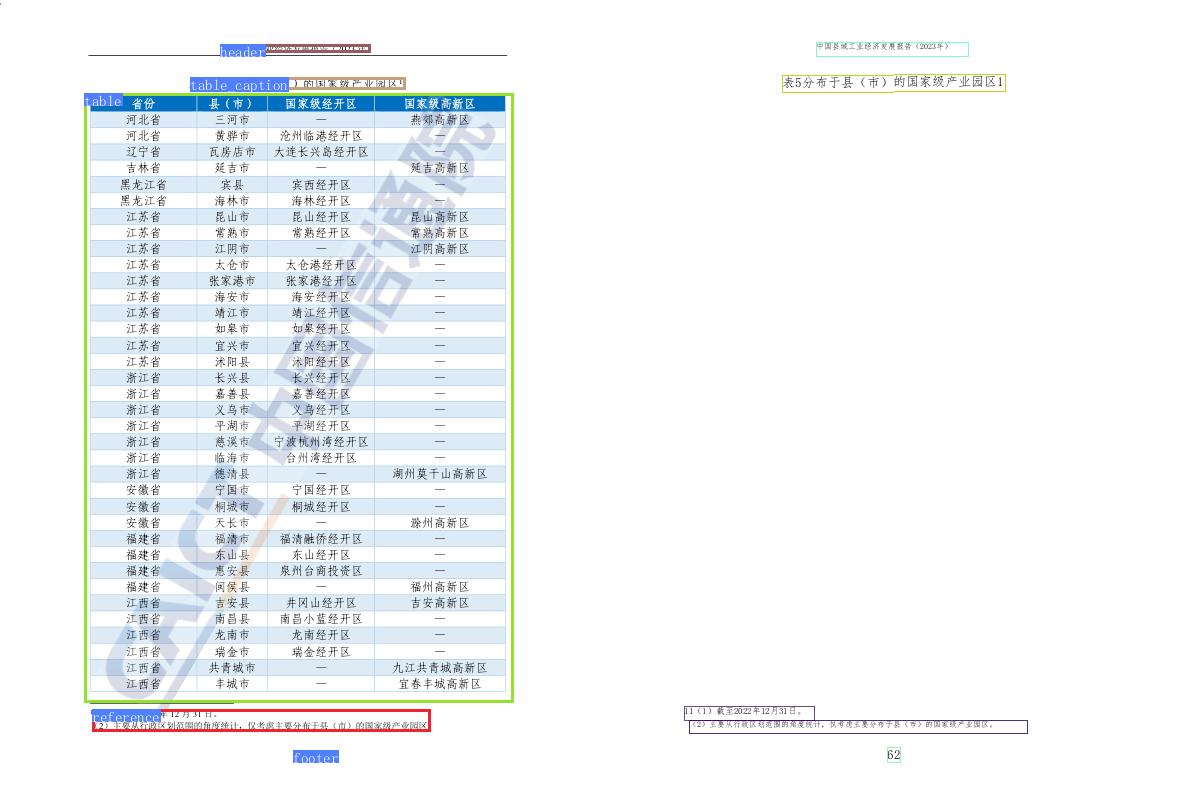 header
table caption ）的国家级产业园区1
table
省份 县（市） 国家级经开区 国家级高新区
河北省 三河市 — 燕郊高新区
河北省 黄骅市 沧州临港经开区 —
辽宁省 瓦房店市 大连长兴岛经开区 —
吉林省 延吉市 — 延吉高新区
黑龙江省 宾县 宾西经开区 —
黑龙江省 海林市 海林经开区 —
江苏省 昆山市 昆山经开区 昆山高新区
江苏省 常熟市 常熟经开区 常熟高新区
江苏省 江阴市 — 江阴高新区
江苏省 太仓市 太仓港经开区 —
江苏省 张家港市 张家港经开区 —
江苏省 海安市 海安经开区 —
江苏省 靖江市 靖江经开区 —
江苏省 如皋市 如皋经开区 —
江苏省 宜兴市 宜兴经开区 —
江苏省 沭阳县 沭阳经开区 —
浙江省 长兴县 长兴经开区 —
浙江省 嘉善县 嘉善经开区 —
浙江省 义乌市 义乌经开区 —
浙江省 平湖市 平湖经开区 —
浙江省 慈溪市 宁波杭州湾经开区 —
浙江省 临海市 台州湾经开区 —
浙江省 德清县 — 湖州莫干山高新区
安徽省 宁国市 宁国经开区 —
安徽省 桐城市 桐城经开区 —
安徽省 天长市 — 滁州高新区
福建省 福清市 福清融侨经开区 —
福建省 东山县 东山经开区 —
福建省 惠安县 泉州台商投资区 —
福建省 闽侯县 — 福州高新区
江西省 吉安县 井冈山经开区 吉安高新区
江西省 南昌县 南昌小蓝经开区 —
江西省 龙南市 龙南经开区 —
江西省 瑞金市 瑞金经开区 —
江西省 共青城市 — 九江共青城高新区
江西省 丰城市 — 宜春丰城高新区
CAICT 中国信通院
reference 年 12 月 31 日。
（2）主要从行政区划范围的角度统计，仅考虑主要分布于县（市）的国家级产业园区
footer
中国县域工业经济发展报告（2023年）
表5分布于县（市）的国家级产业园区1
11（1）截至2022年12月31日。
（2）主要从行政区划范围的角度统计，仅考虑主要分布于县（市）的国家级产业园区。
62